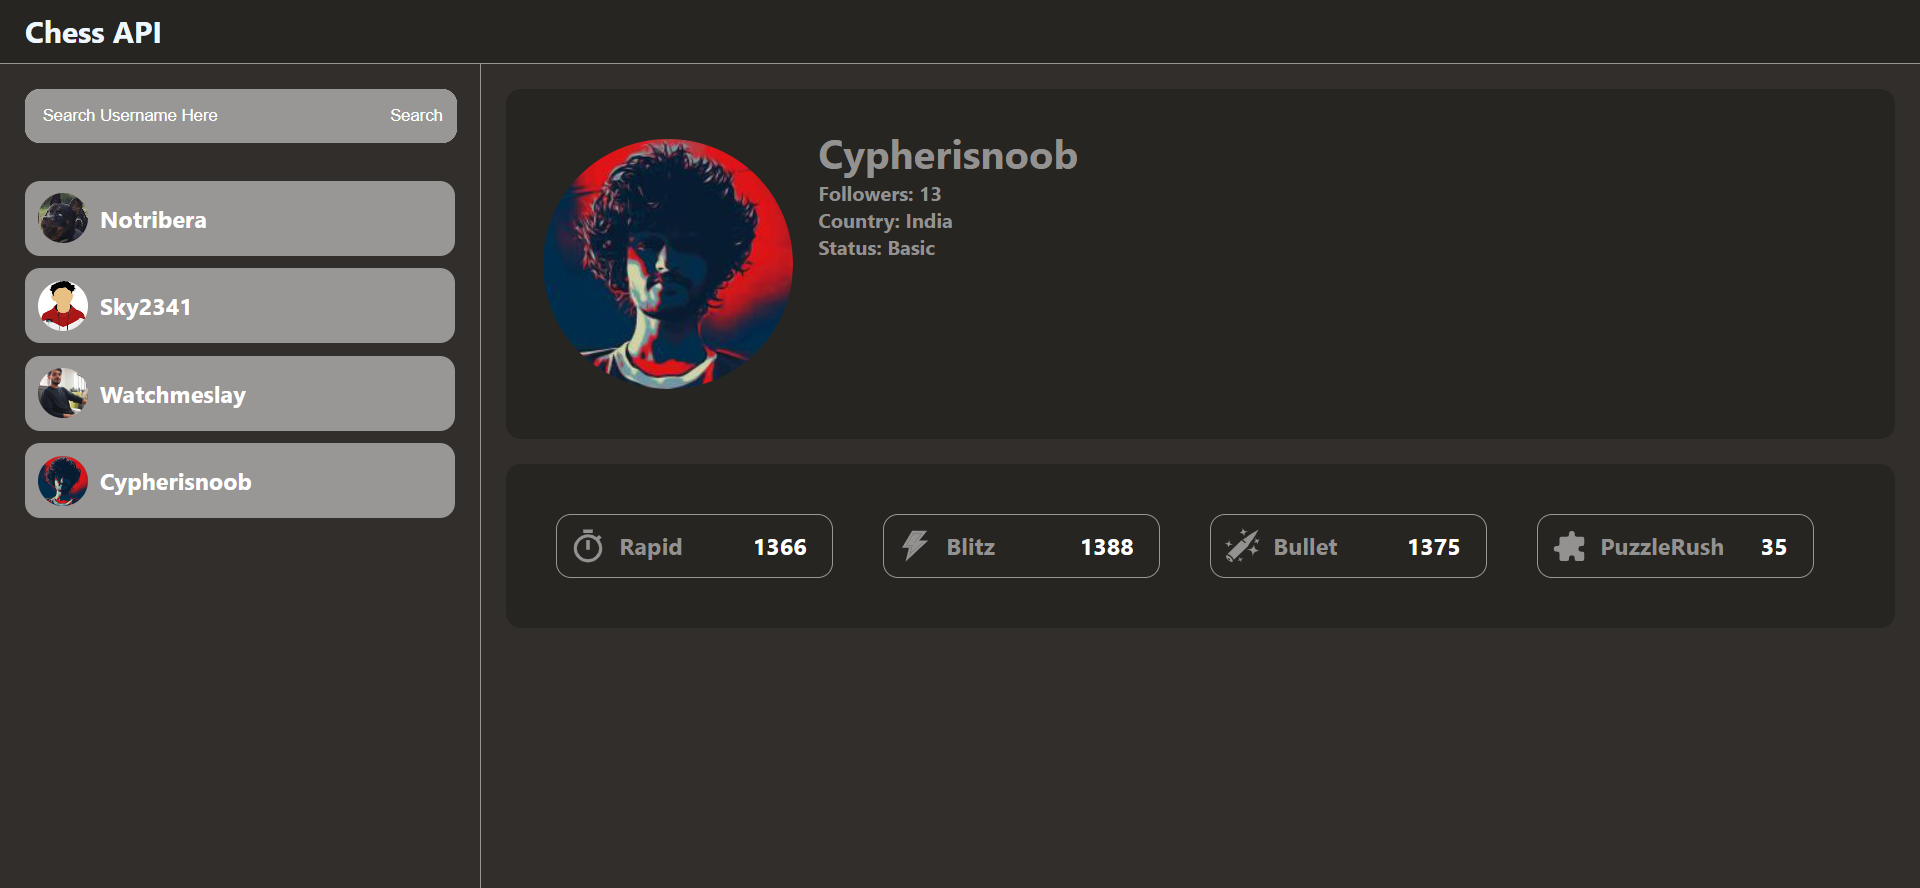 Chess API
Search Username Here Search
Notribera
Sky2341
Watchmeslay
Cypherisnoob
Cypherisnoob
Followers: 13
Country: India
Status: Basic
Rapid 1366
Blitz 1388
Bullet 1375
PuzzleRush 35